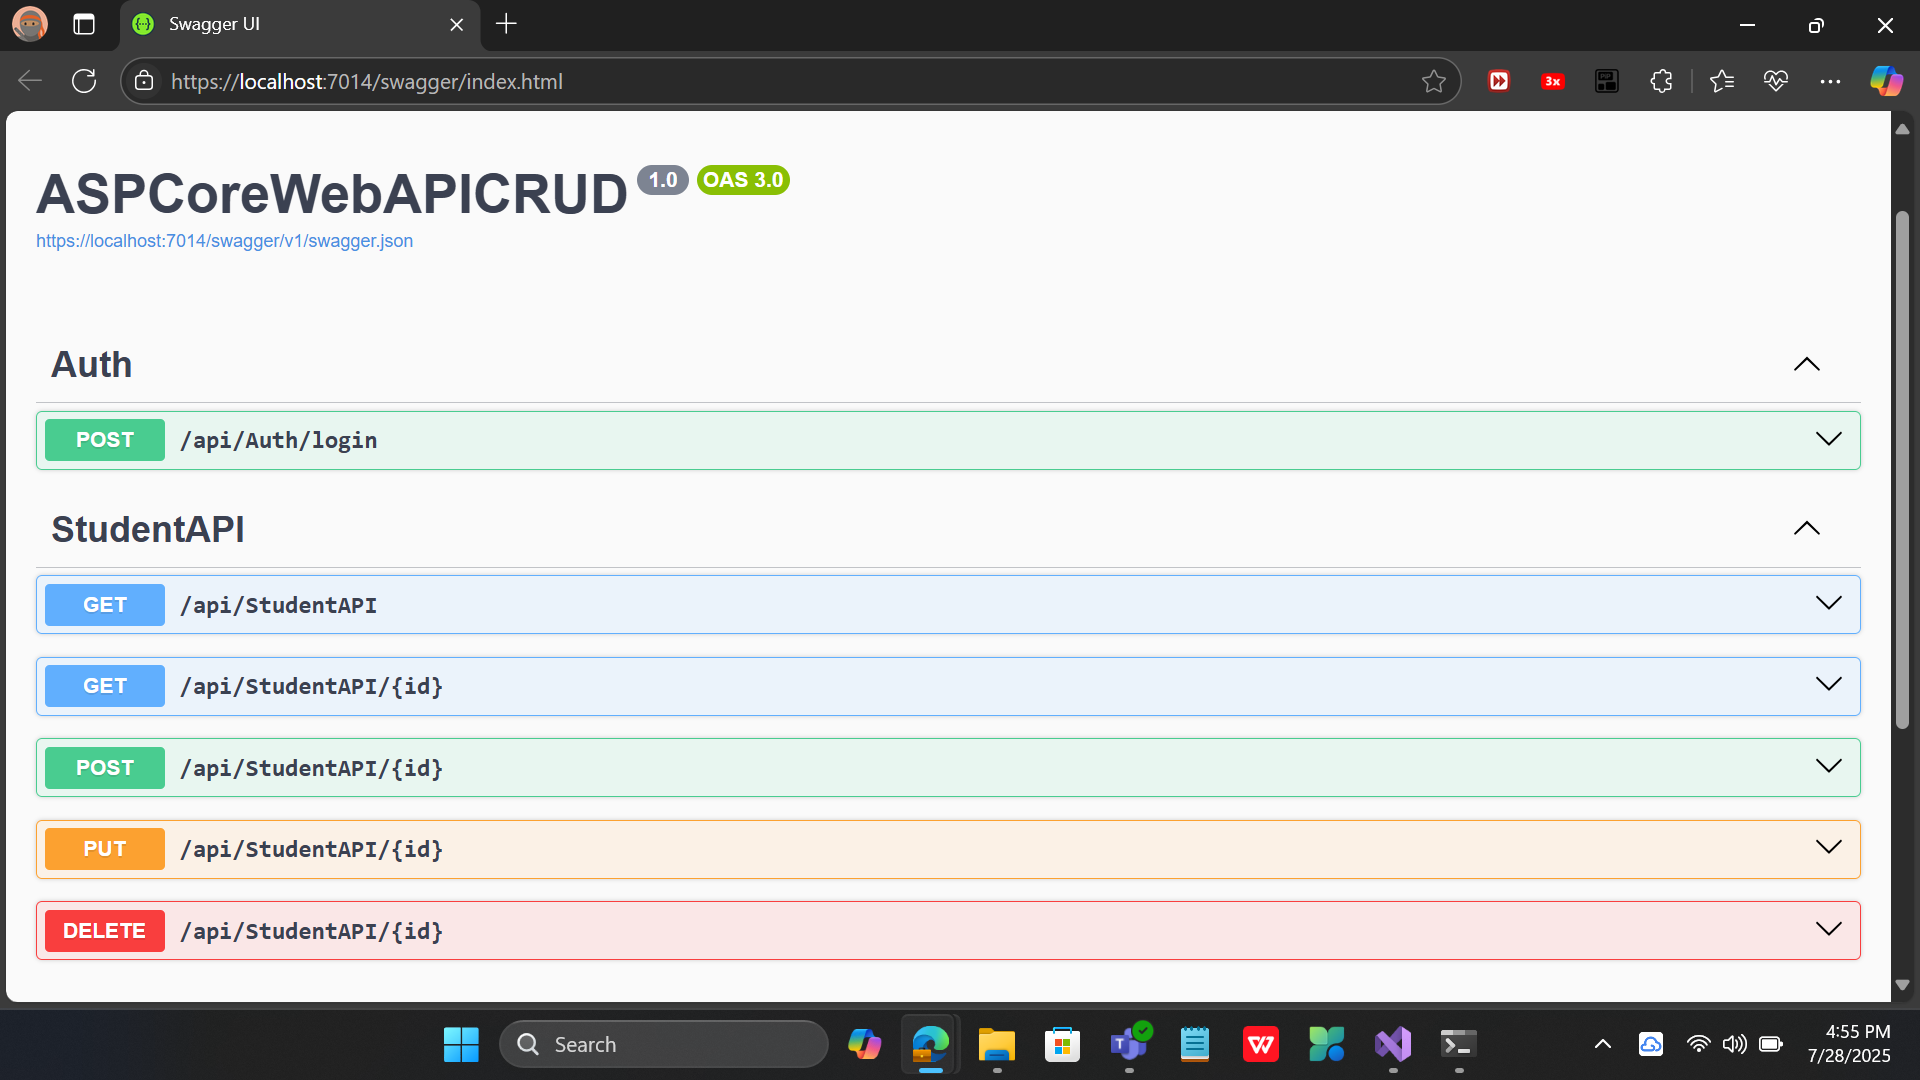 Swagger UI
https://localhost:7014/swagger/index.html
3x
ASPCoreWebAPICRUD 1.0 OAS 3.0
https://localhost:7014/swagger/v1/swagger.json
Auth
POST /api/Auth/login
StudentAPI
GET /api/StudentAPI
GET /api/StudentAPI/{id}
POST /api/StudentAPI/{id}
PUT /api/StudentAPI/{id}
DELETE /api/StudentAPI/{id}
Search
4:55 PM
7/28/2025